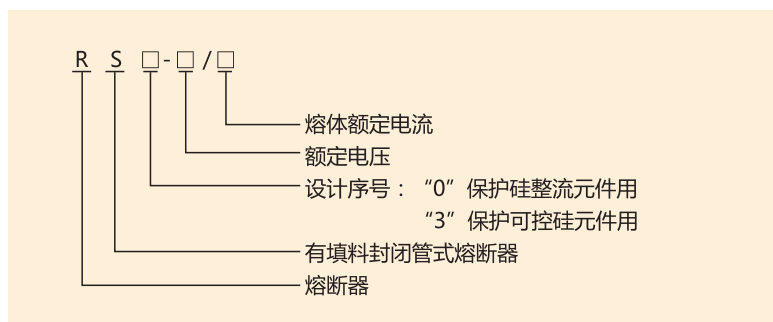 R S □-□/□
熔体额定电流
额定电压
设计序号：“0”保护硅整流元件用
“3”保护可控硅元件用
有填料封闭管式熔断器
熔断器